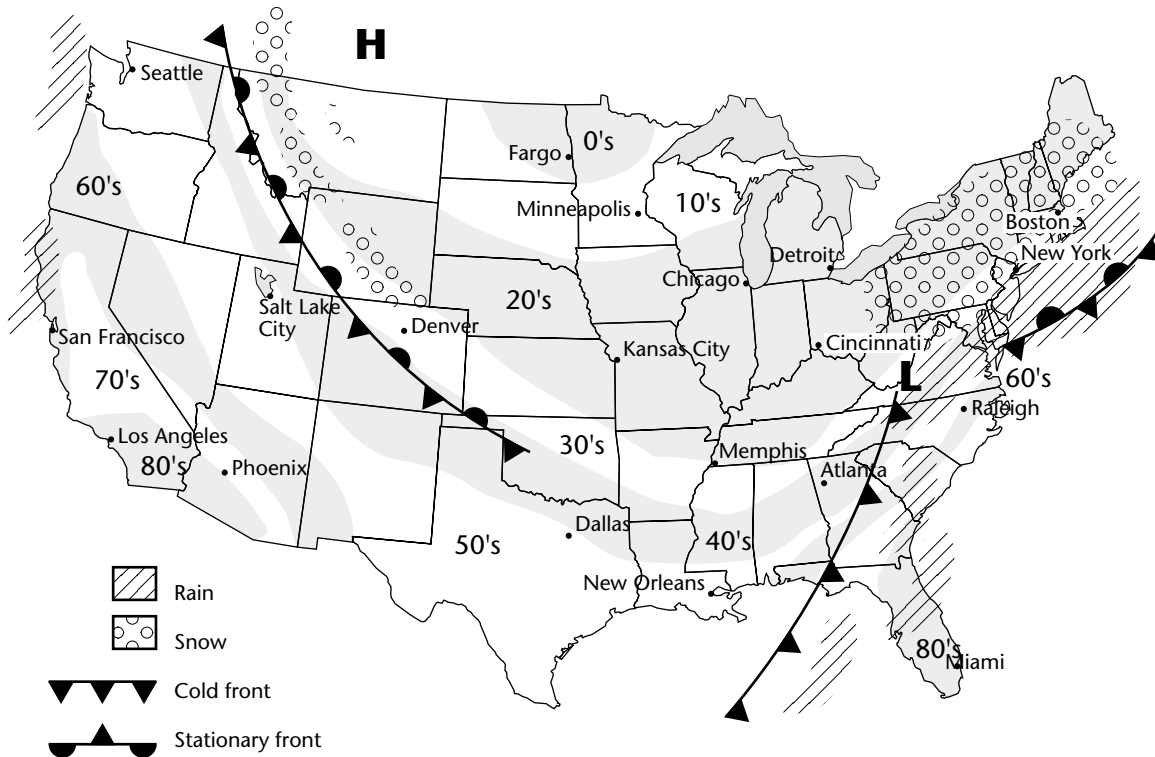 H
Seattle
Fargo
0's
60's
Minneapolis
10's
Boston
Detroit
New York
Chicago
20's
Salt Lake
City
Denver
San Francisco
Kansas City
Cincinnati
70's
L
60's
Raleigh
Los Angeles
30's
Memphis
80's
Phoenix
Atlanta
Dallas
50's
40's
New Orleans
Rain
Snow
80's
Miami
Cold front
Stationary front